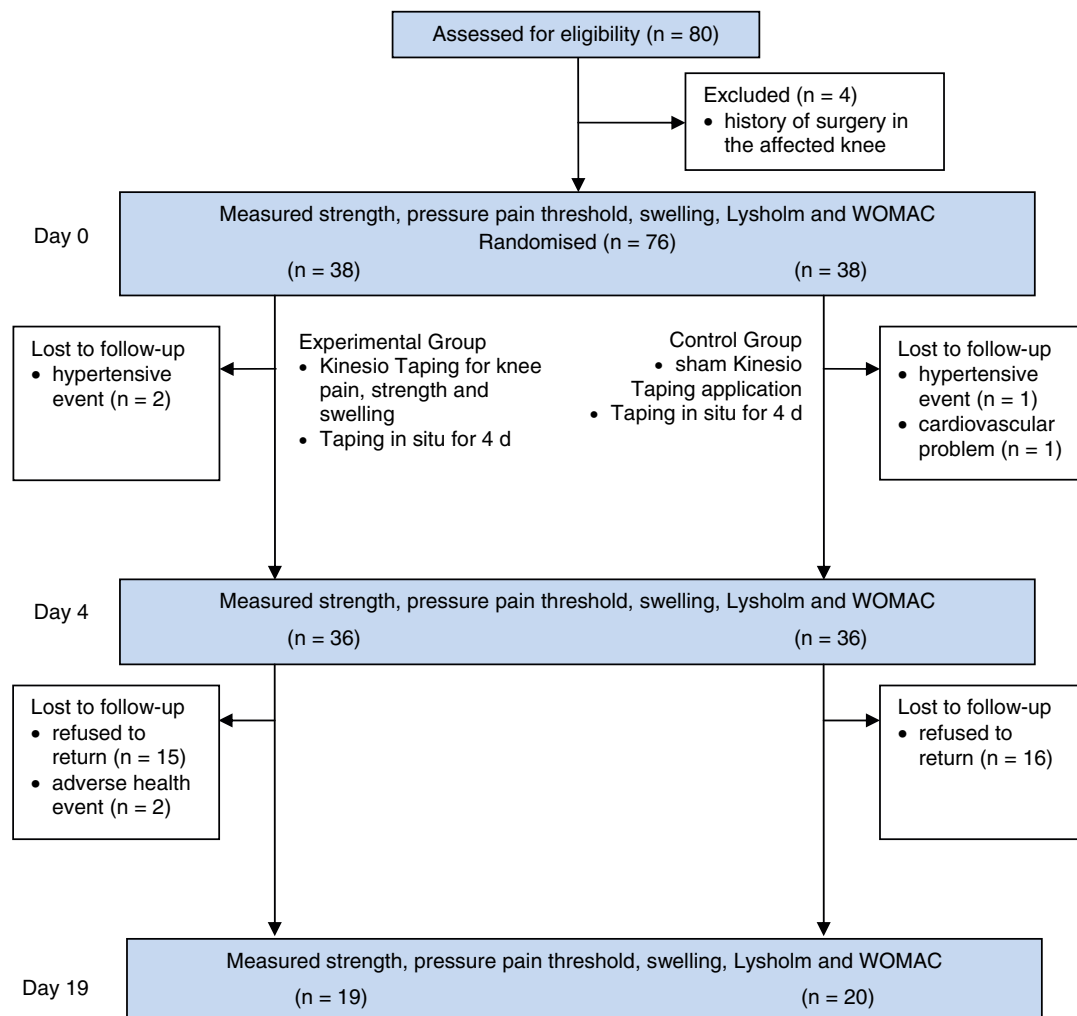 Assessed for eligibility (n = 80)
Excluded (n = 4)
• history of surgery in
the affected knee
Day 0
Measured strength, pressure pain threshold, swelling, Lysholm and WOMAC
Randomised (n = 76)
(n = 38)
(n = 38)
Lost to follow-up
• hypertensive
event (n = 2)
Experimental Group
• Kinesio Taping for knee
pain, strength and
swelling
• Taping in situ for 4 d
Control Group
• sham Kinesio
Taping application
• Taping in situ for 4 d
Lost to follow-up
• hypertensive
event (n = 1)
• cardiovascular
problem (n = 1)
Day 4
Measured strength, pressure pain threshold, swelling, Lysholm and WOMAC
(n = 36)
(n = 36)
Lost to follow-up
• refused to
return (n = 15)
• adverse health
event (n = 2)
Lost to follow-up
• refused to
return (n = 16)
Day 19
Measured strength, pressure pain threshold, swelling, Lysholm and WOMAC
(n = 19)
(n = 20)